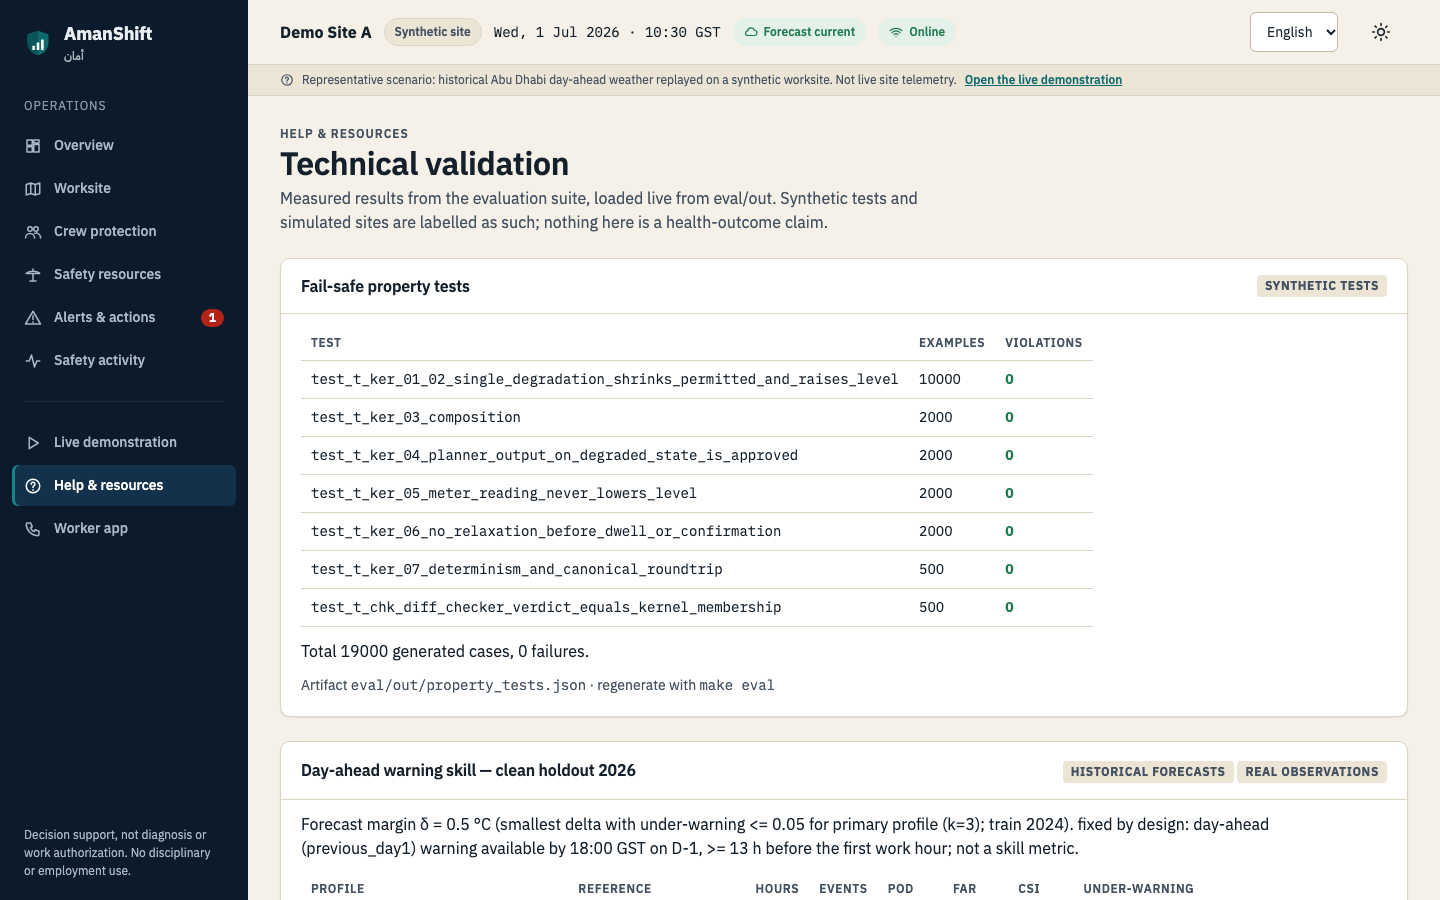 AmanShift
أمان
OPERATIONS
Overview
Worksite
Crew protection
Safety resources
Alerts & actions 1
Safety activity
Live demonstration
Help & resources
Worker app
Decision support, not diagnosis or
work authorization. No disciplinary
or employment use.
Demo Site A Synthetic site Wed, 1 Jul 2026 · 10:30 GST Forecast current Online English
Representative scenario: historical Abu Dhabi day-ahead weather replayed on a synthetic worksite. Not live site telemetry. Open the live demonstration
HELP & RESOURCES
Technical validation
Measured results from the evaluation suite, loaded live from eval/out. Synthetic tests and
simulated sites are labelled as such; nothing here is a health-outcome claim.
Fail-safe property tests SYNTHETIC TESTS
TEST EXAMPLES VIOLATIONS
test_t_ker_01_02_single_degradation_shrinks_permitted_and_raises_level 10000 0
test_t_ker_03_composition 2000 0
test_t_ker_04_planner_output_on_degraded_state_is_approved 2000 0
test_t_ker_05_meter_reading_never_lowers_level 2000 0
test_t_ker_06_no_relaxation_before_dwell_or_confirmation 2000 0
test_t_ker_07_determinism_and_canonical_roundtrip 500 0
test_t_chk_diff_checker_verdict_equals_kernel_membership 500 0
Total 19000 generated cases, 0 failures.
Artifact eval/out/property_tests.json · regenerate with make eval
Day-ahead warning skill — clean holdout 2026 HISTORICAL FORECASTS REAL OBSERVATIONS
Forecast margin δ = 0.5 °C (smallest delta with under-warning <= 0.05 for primary profile (k=3); train 2024). fixed by design: day-ahead
(previous_day1) warning available by 18:00 GST on D-1, >= 13 h before the first work hour; not a skill metric.
PROFILE REFERENCE HOURS EVENTS POD FAR CSI UNDER-WARNING